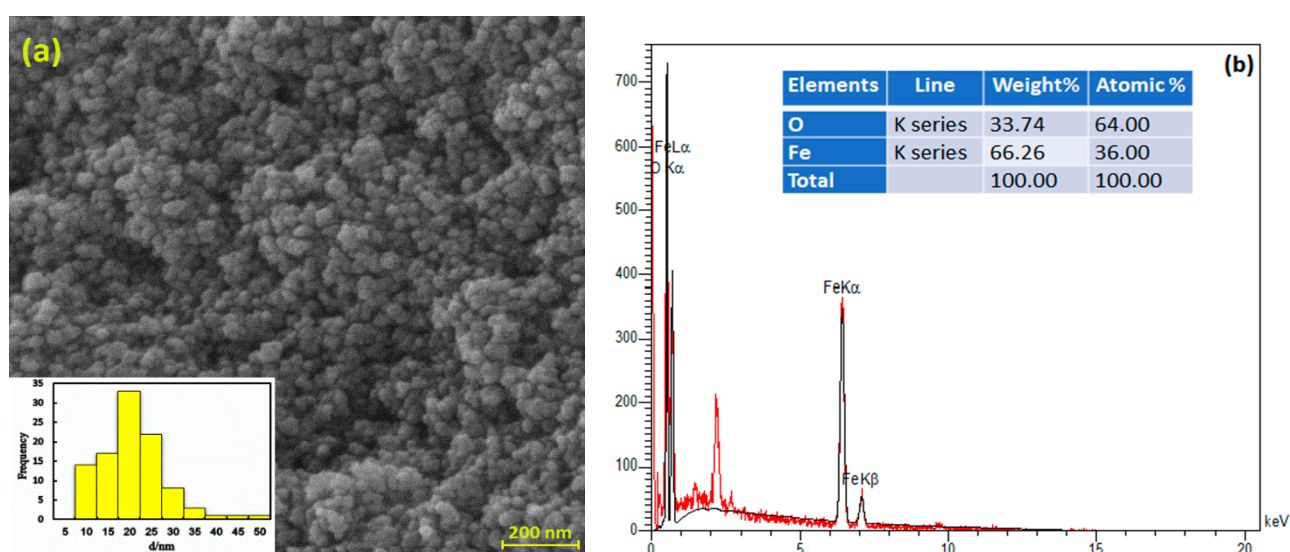 (a)
35
30
25
20
15
10
5
0
Frequency
5 10 15 20 25 30 35 40 45 50
d/nm
200 nm
(b)
700
600
500
400
300
200
100
0
FeLα
O Kα
FeKα
FeKβ
0 5 10 15 20
keV
Elements Line Weight% Atomic %
O K series 33.74 64.00
Fe K series 66.26 36.00
Total 100.00 100.00